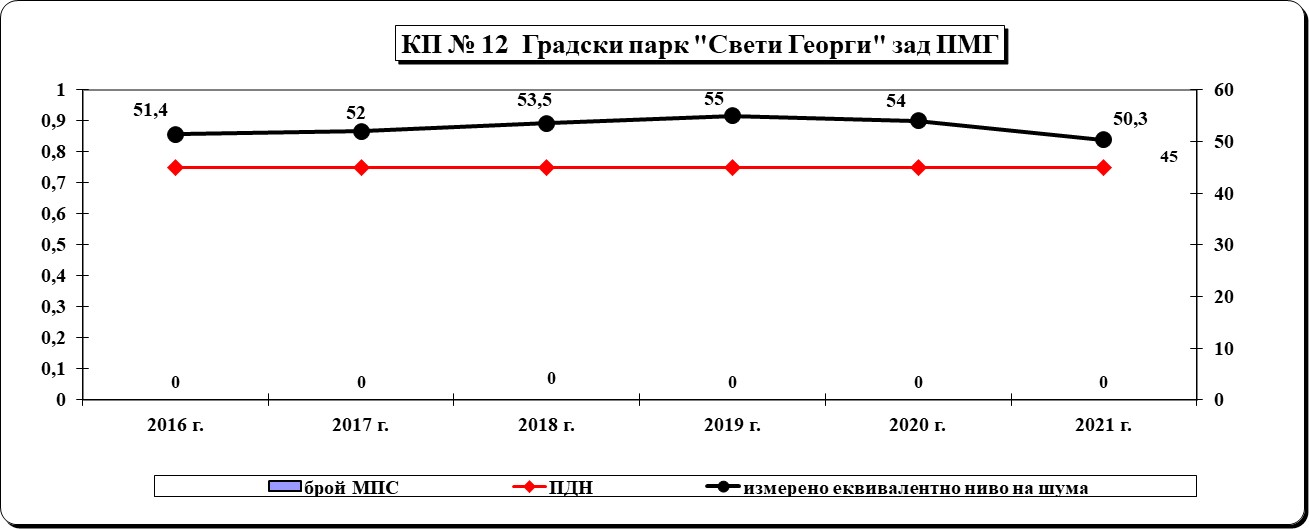 КП № 12 Градски парк "Свети Георги" зад ПМГ
1 60
51,4 52 53,5 55 54 50,3
0,9
0,8 50
45
0,7
0,6 40
0,5 30
0,4
0,3 20
0,2
0,1 10
0 0 0 0 0 0
0 0
2016 г. 2017 г. 2018 г. 2019 г. 2020 г. 2021 г.
брой МПС ПДН измерено еквивалентно ниво на шума